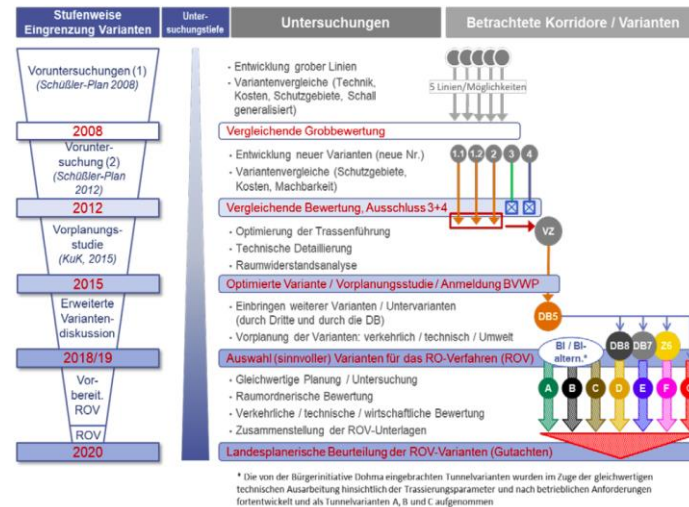 Stufenweise
Eingrenzung Varianten
Unter-
suchungstiefe
Untersuchungen
Betrachtete Korridore / Varianten
Voruntersuchungen (1)
(Schüßler-Plan 2008)
- Entwicklung grober Linien
- Variantenvergleiche (Technik,
Kosten, Schutzgebiete, Schall
generalisiert)
5 Linien/Möglichkeiten
2008
Vergleichende Grobbewertung
Vorunter-
suchung (2)
(Schüßler-Plan
2012)
- Entwicklung neuer Varianten (neue Nr.)
- Variantenvergleiche (Schutzgebiete,
Kosten, Machbarkeit)
1.1 1.2 2 3 4
2012
Vergleichende Bewertung, Ausschluss 3+4
Vorplanungs-
studie
(KuK, 2015)
- Optimierung der Trassenführung
- Technische Detaillierung
- Raumwiderstandsanalyse
VZ
2015
Optimierte Variante / Vorplanungsstudie / Anmeldung BVWP
Erweiterte
Varianten-
diskussion
- Einbringen weiterer Varianten / Untervarianten
(durch Dritte und durch die DB)
- Vorplanung der Varianten: verkehrlich / technisch / Umwelt
DB5
BI / BI-
altern.*
DB8 DB7 Z6
2018/19
Auswahl (sinnvoller) Varianten für das RO-Verfahren (ROV)
Vor-
bereit.
ROV
ROV
- Gleichwertige Planung / Untersuchung
- Raumordnerische Bewertung
- Verkehrliche / technische / wirtschaftliche Bewertung
- Zusammenstellung der ROV-Unterlagen
A B C D E F
2020
Landesplanerische Beurteilung der ROV-Varianten (Gutachten)
* Die von der Bürgerinitiative Dohma eingebrachten Tunnelvarianten wurden im Zuge der gleichwertigen
technischen Ausarbeitung hinsichtlich der Trassierungsparameter und nach betrieblichen Anforderungen
fortentwickelt und als Tunnelvarianten A, B und C aufgenommen